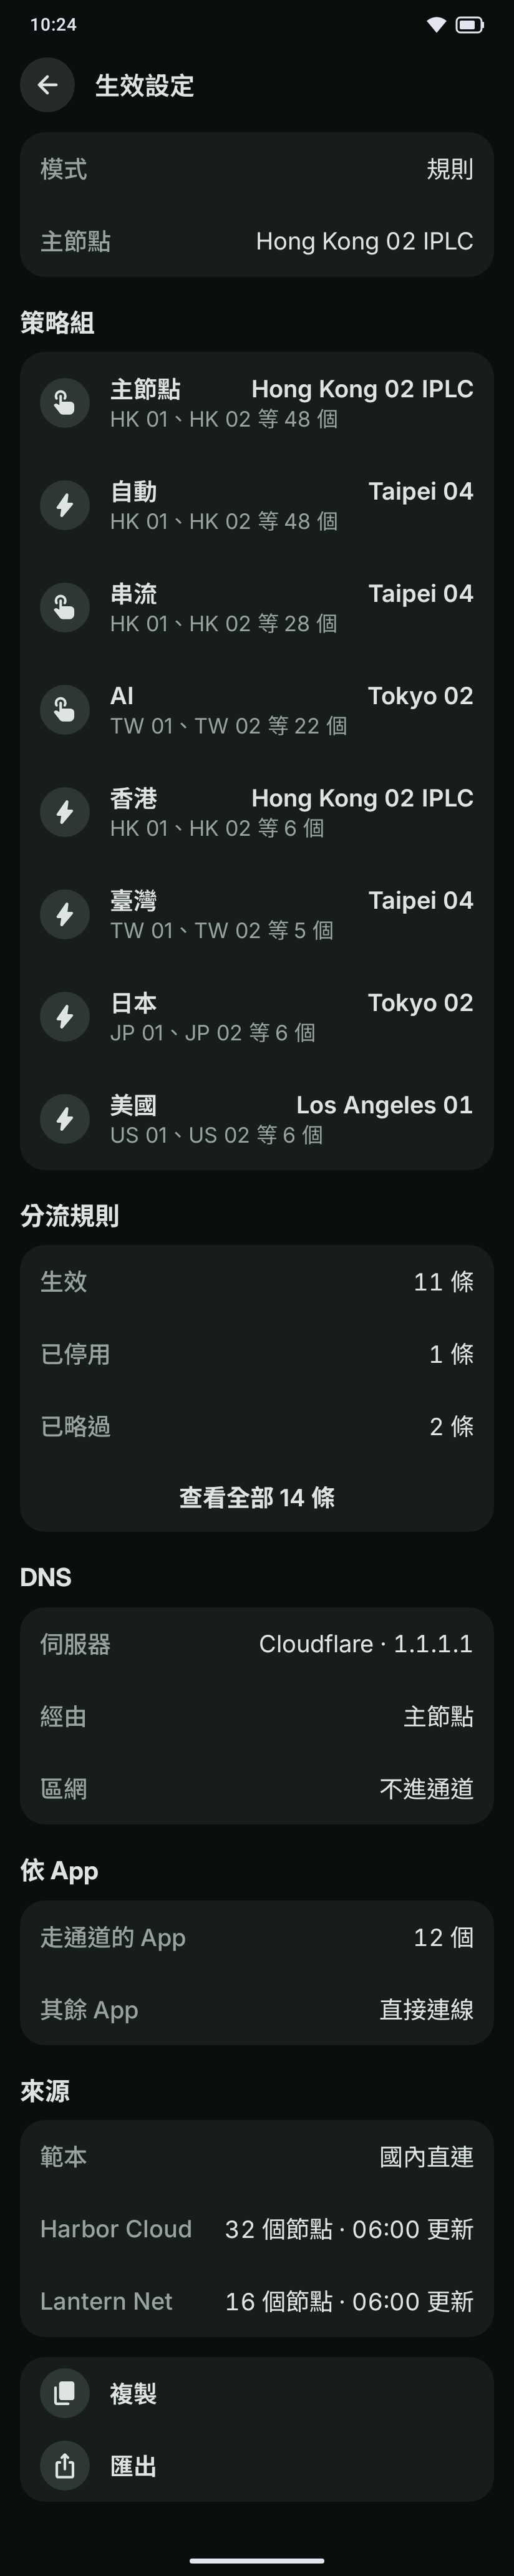 10:24
生效設定
模式 規則
主節點 Hong Kong 02 IPLC
策略組
主節點 Hong Kong 02 IPLC
HK 01、HK 02 等 48 個
自動 Taipei 04
HK 01、HK 02 等 48 個
串流 Taipei 04
HK 01、HK 02 等 28 個
AI Tokyo 02
TW 01、TW 02 等 22 個
香港 Hong Kong 02 IPLC
HK 01、HK 02 等 6 個
臺灣 Taipei 04
TW 01、TW 02 等 5 個
日本 Tokyo 02
JP 01、JP 02 等 6 個
美國 Los Angeles 01
US 01、US 02 等 6 個
分流規則
生效 11 條
已停用 1 條
已略過 2 條
查看全部 14 條
DNS
伺服器 Cloudflare · 1.1.1.1
經由 主節點
區網 不進通道
依 App
走通道的 App 12 個
其餘 App 直接連線
來源
範本 國內直連
Harbor Cloud 32 個節點 · 06:00 更新
Lantern Net 16 個節點 · 06:00 更新
複製
匯出